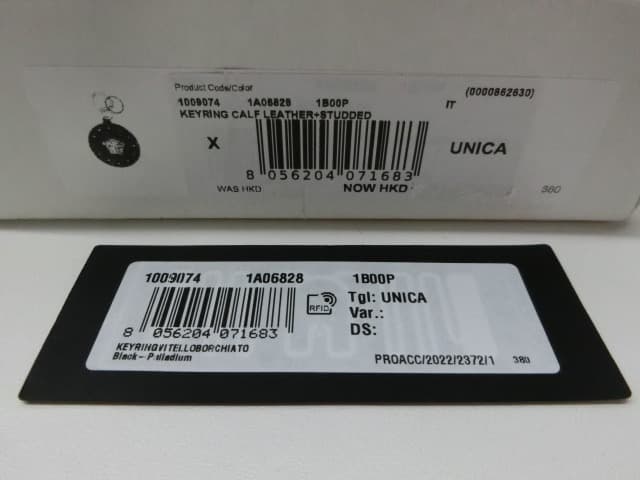 Product Code/Color
1009074 1A06828 1B00P IT (0000862630)
KEYRING CALF LEATHER+STUDDED
X UNICA
8 056204 071683
WAS HKD NOW HKD 380
1009074 1A06828 1B00P
RFID Tgl: UNICA
Var.:
8 056204 071683 DS:
KEYRINGVITELLOBORCHIATO
Black - Palladium PROACC/2022/2372/1 380